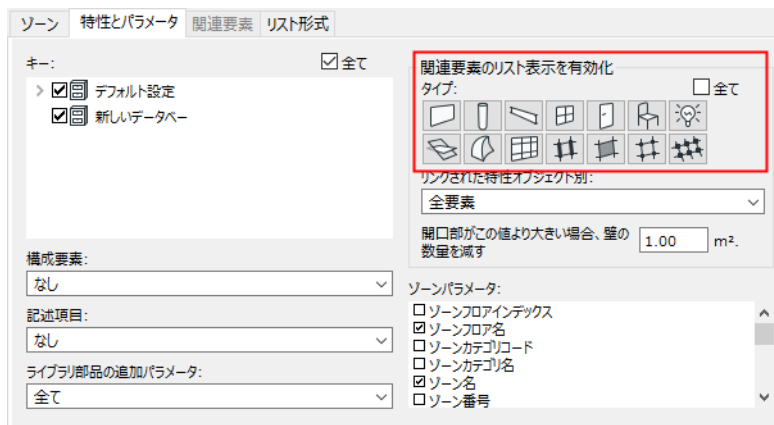 ゾーン 特性とパラメータ 関連要素 リスト形式
キー:
全て
デフォルト設定
新しいデータベー
構成要素:
なし
記述項目:
なし
ライブラリ部品の追加パラメータ:
全て
関連要素のリスト表示を有効化
タイプ:
全て
リンクされた特性オブジェクト別:
全要素
開口部がこの値より大きい場合、壁の
数量を減す
1.00 m².
ゾーンパラメータ:
ゾーンフロアインデックス
ゾーンフロア名
ゾーンカテゴリコード
ゾーンカテゴリ名
ゾーン名
ゾーン番号